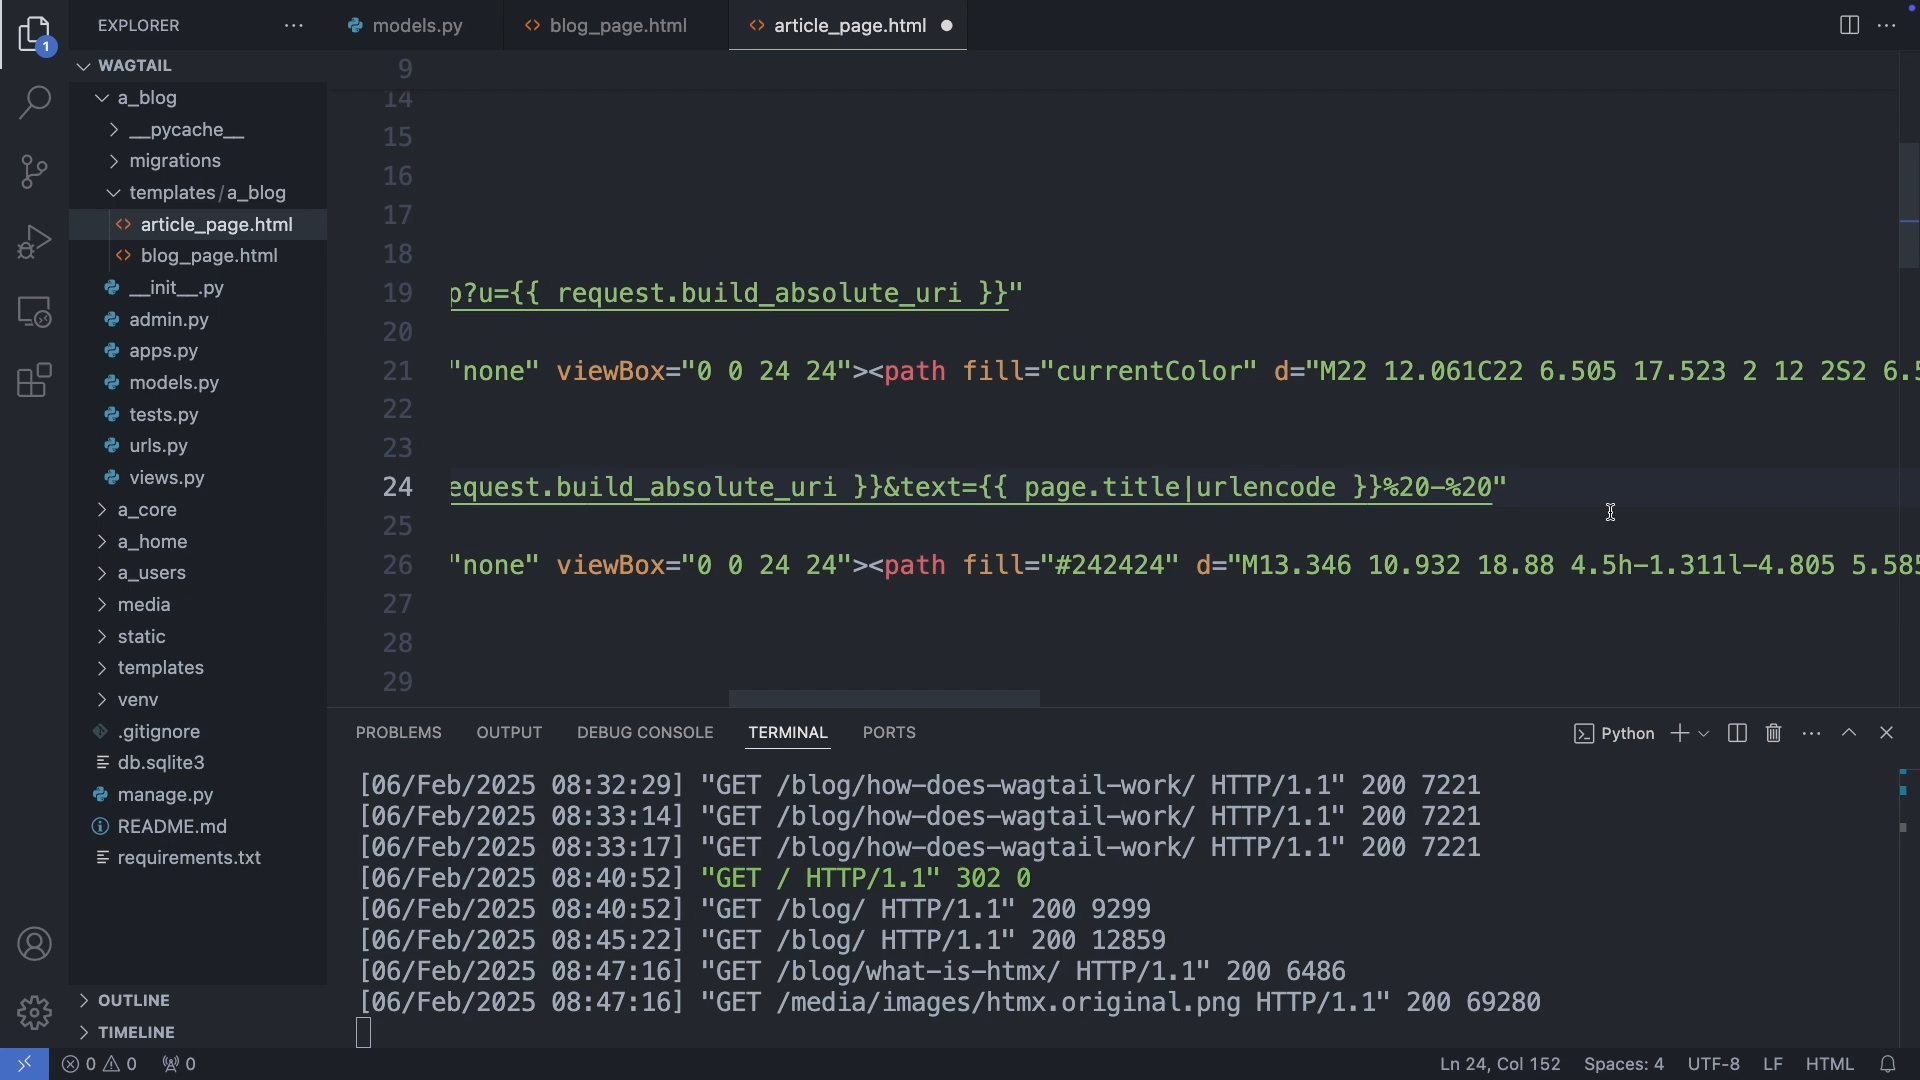 EXPLORER
models.py
blog_page.html
article_page.html
1
WAGTAIL
a_blog
__pycache__
migrations
templates / a_blog
article_page.html
blog_page.html
__init__.py
admin.py
apps.py
models.py
tests.py
urls.py
views.py
a_core
a_home
a_users
media
static
templates
venv
.gitignore
db.sqlite3
manage.py
README.md
requirements.txt
OUTLINE
TIMELINE
9
14
15
16
17
18
19 p?u={{ request.build_absolute_uri }}"
20
21 "none" viewBox="0 0 24 24"><path fill="currentColor" d="M22 12.061C22 6.505 17.523 2 12 2S2 6.5
22
23
24 equest.build_absolute_uri }}&text={{ page.title|urlencode }}%20-%20"
25
26 "none" viewBox="0 0 24 24"><path fill="#242424" d="M13.346 10.932 18.88 4.5h-1.311l-4.805 5.585
27
28
29
PROBLEMS OUTPUT DEBUG CONSOLE TERMINAL PORTS
Python
[06/Feb/2025 08:32:29] "GET /blog/how-does-wagtail-work/ HTTP/1.1" 200 7221
[06/Feb/2025 08:33:14] "GET /blog/how-does-wagtail-work/ HTTP/1.1" 200 7221
[06/Feb/2025 08:33:17] "GET /blog/how-does-wagtail-work/ HTTP/1.1" 200 7221
[06/Feb/2025 08:40:52] "GET / HTTP/1.1" 302 0
[06/Feb/2025 08:40:52] "GET /blog/ HTTP/1.1" 200 9299
[06/Feb/2025 08:45:22] "GET /blog/ HTTP/1.1" 200 12859
[06/Feb/2025 08:47:16] "GET /blog/what-is-htmx/ HTTP/1.1" 200 6486
[06/Feb/2025 08:47:16] "GET /media/images/htmx.original.png HTTP/1.1" 200 69280
0 0 0
Ln 24, Col 152 Spaces: 4 UTF-8 LF HTML